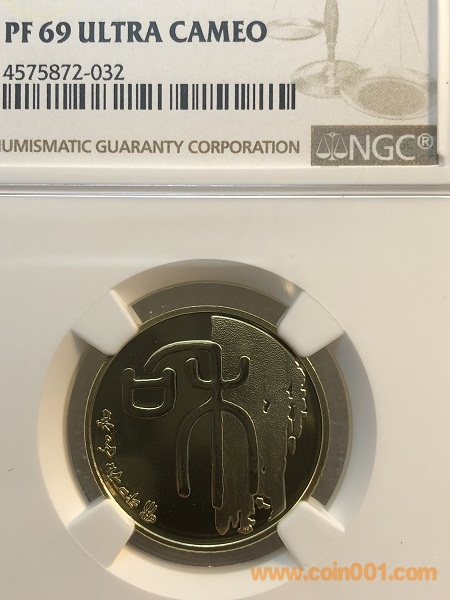 PF 69 ULTRA CAMEO
4575872-032
NUMISMATIC GUARANTY CORPORATION
NGC®
www.coin001.com